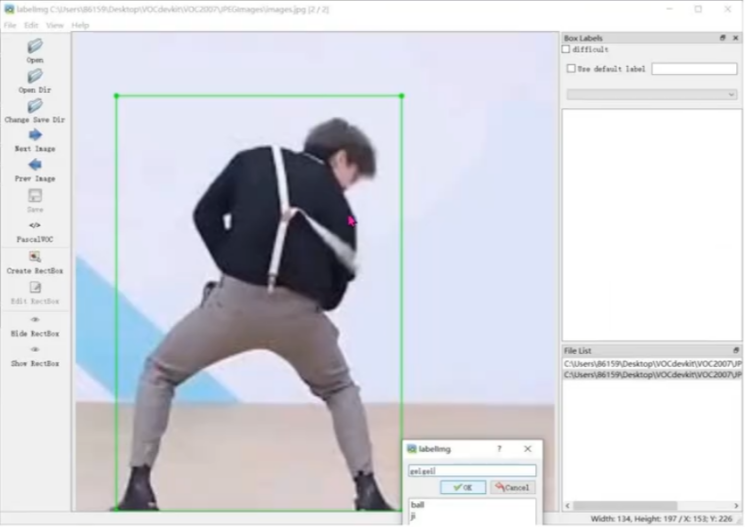 labelImg C:\Users\86159\Desktop\VOCdevkit\VOC2007\JPEGImages\images.jpg [2 / 2]
File Edit View Help
Open
Open Dir
Change Save Dir
Next Image
Prev Image
Save
</>
PascalVOC
Create RectBox
Edit RectBox
Hide RectBox
Show RectBox
Box Labels
difficult
Use default label
File List
C:\Users\86159\Desktop\VOCdevkit\VOC2007\JP
C:\Users\86159\Desktop\VOCdevkit\VOC2007\JP
labelImg ? ×
OK
Cancel
ball
ji
Width: 134, Height: 197 / X: 153; Y: 226